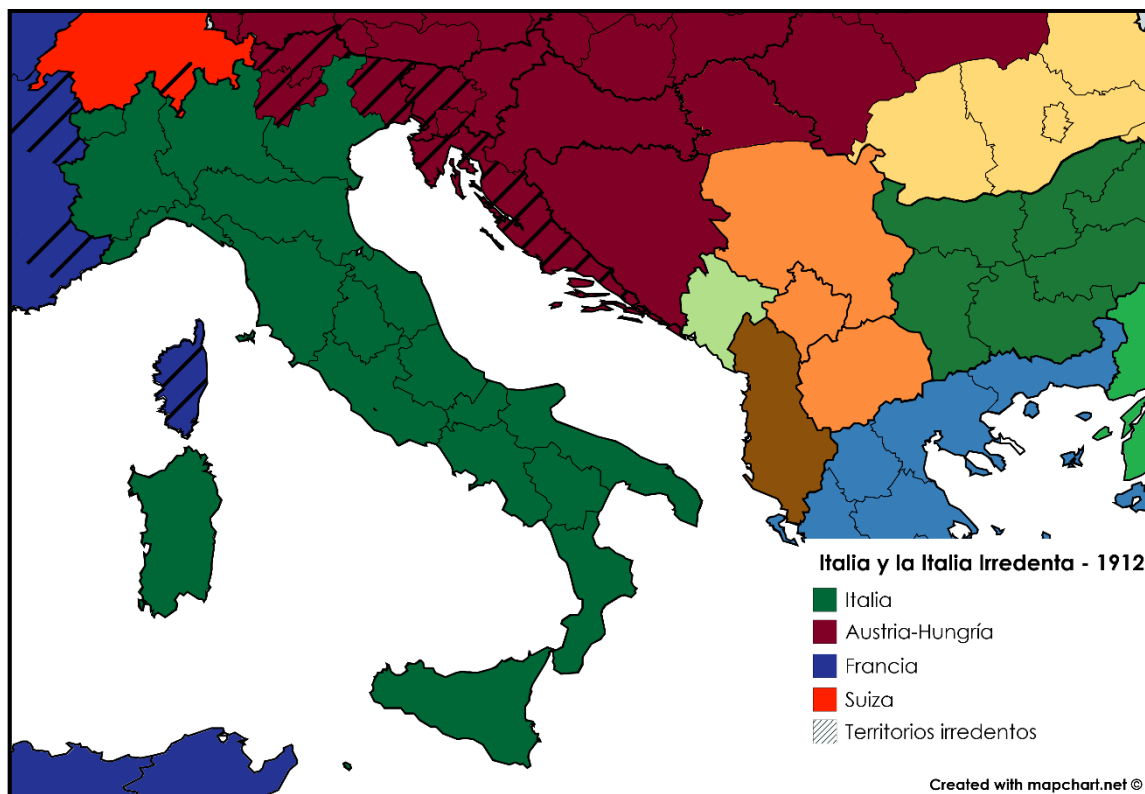 Italia y la Italia Irredenta - 1912
Italia
Austria-Hungría
Francia
Suiza
Territorios irredentos
Created with mapchart.net ©